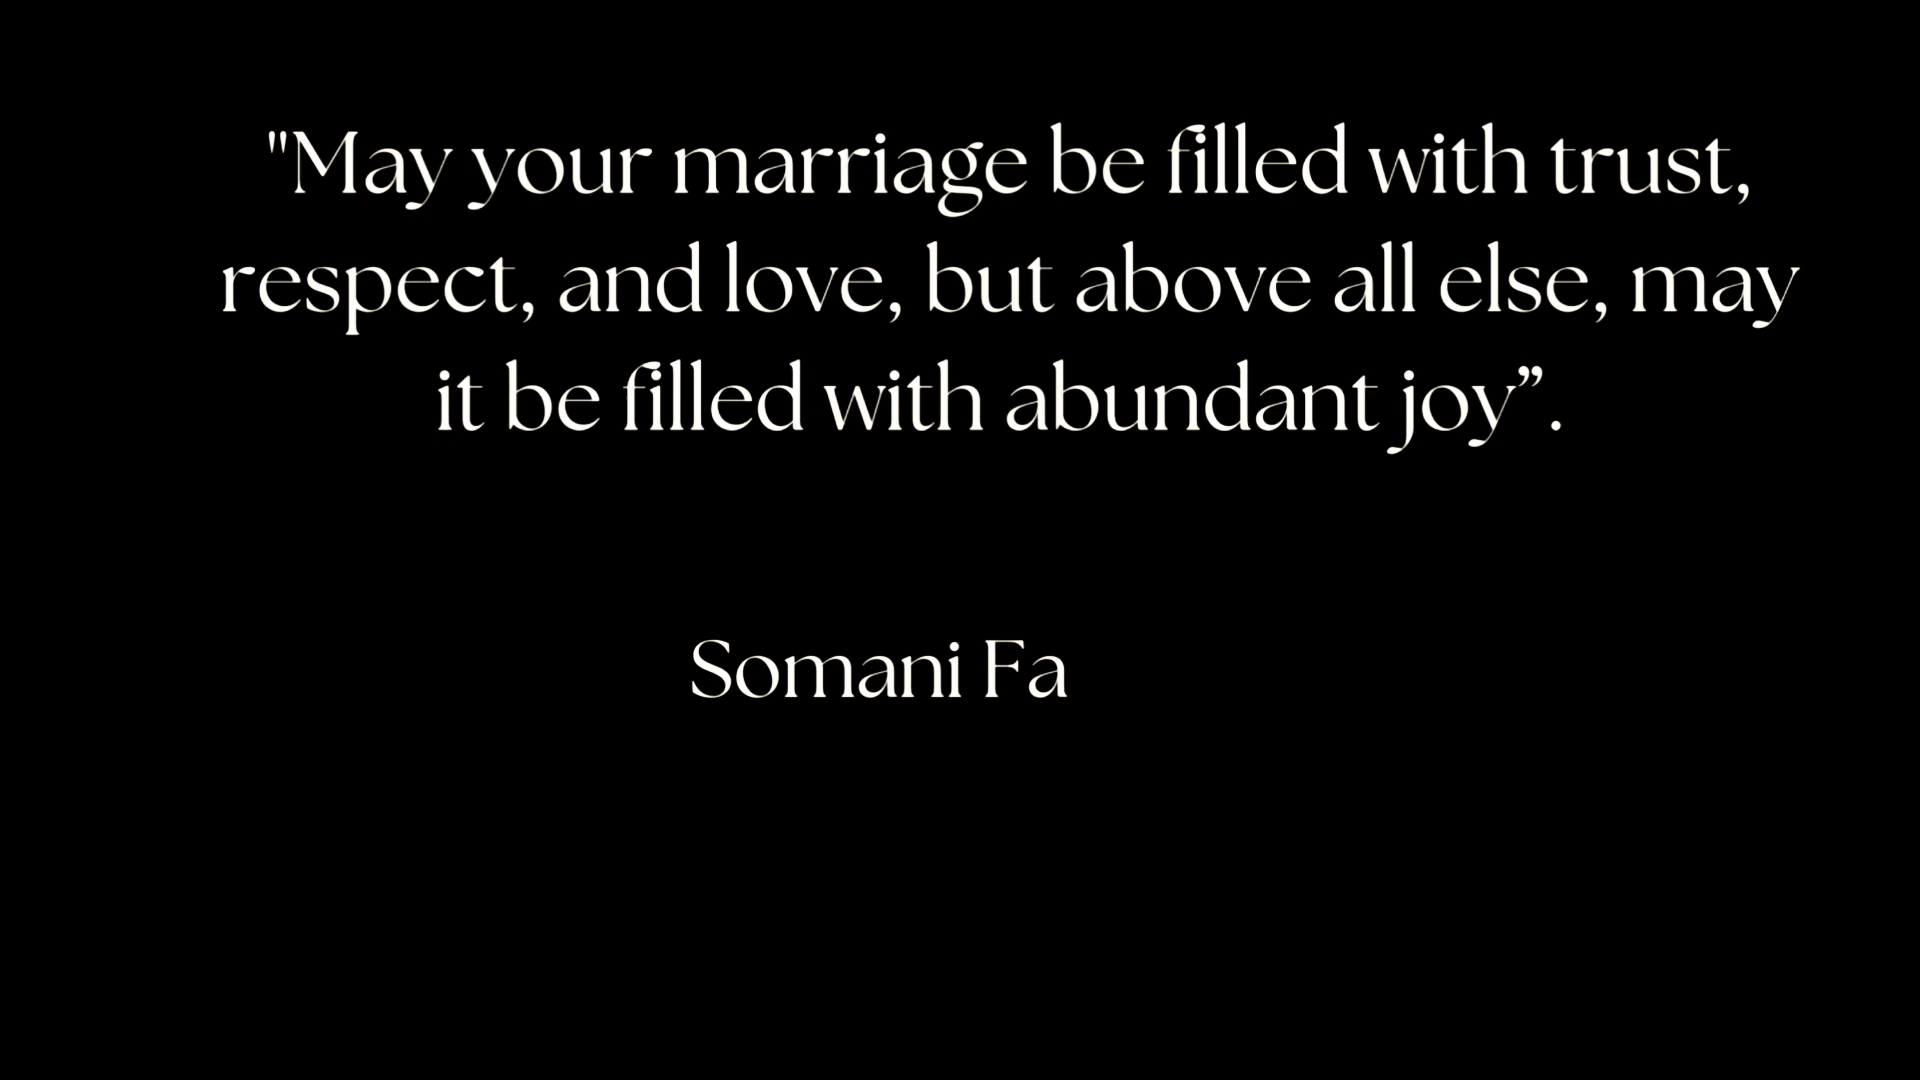 "May your marriage be filled with trust,
respect, and love, but above all else, may
it be filled with abundant joy”.
Somani Fa